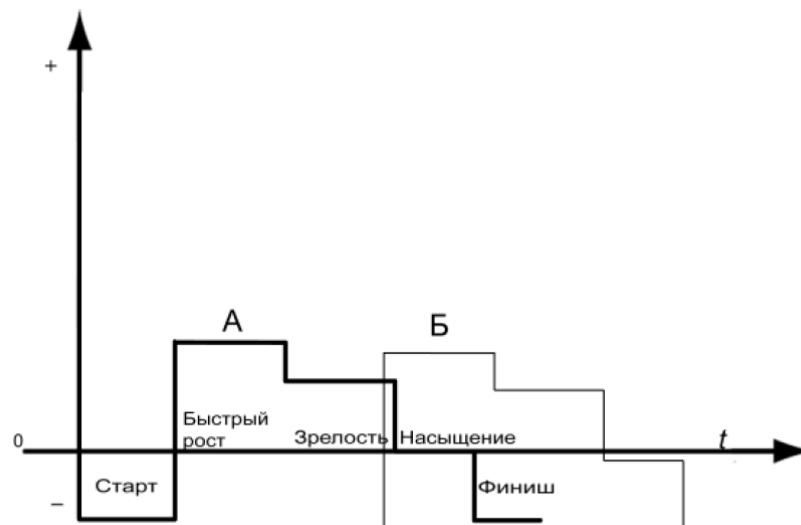 +
А
Б
Быстрый
рост
Зрелость
Насыщение
0
t
–
Старт
Финиш